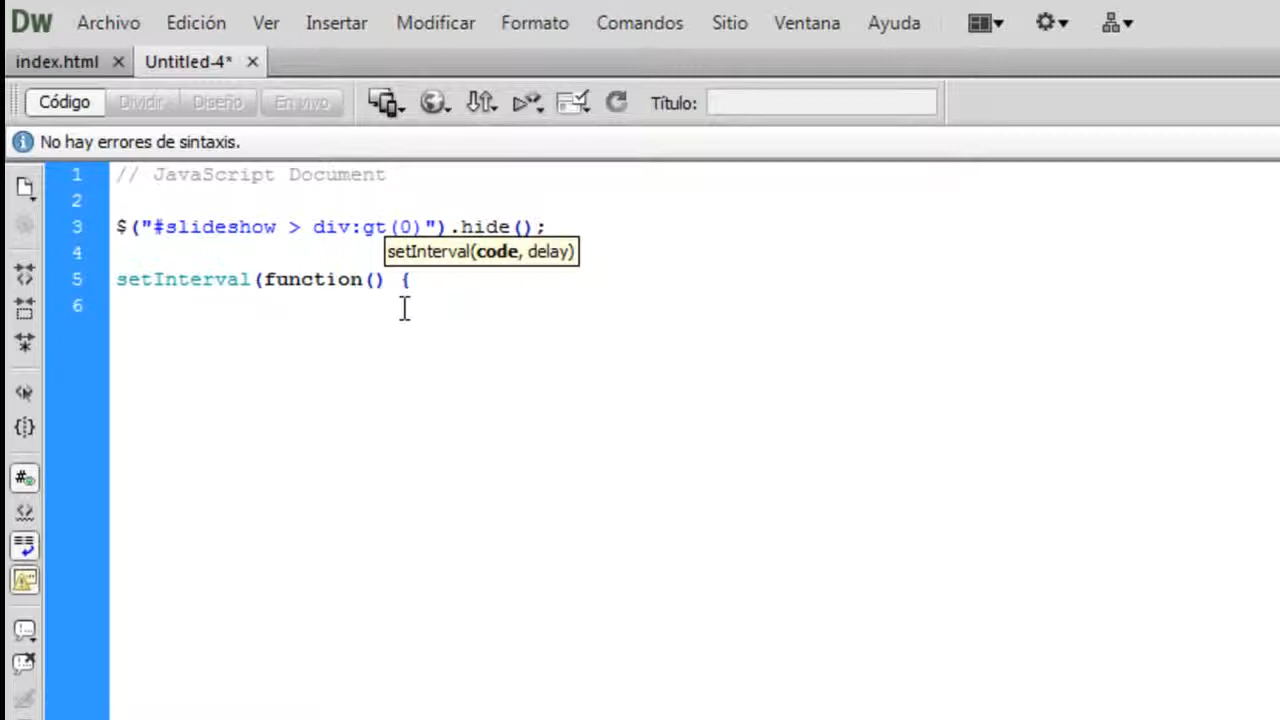 Dw Archivo Edición Ver Insertar Modificar Formato Comandos Sitio Ventana Ayuda
index.html Untitled-4*
Código Dividir Diseño En vivo Título:
No hay errores de sintaxis.
1 // JavaScript Document
2
3 $("#slideshow > div:gt(0)").hide();
4
setInterval(code, delay)
5 setInterval(function() {
6